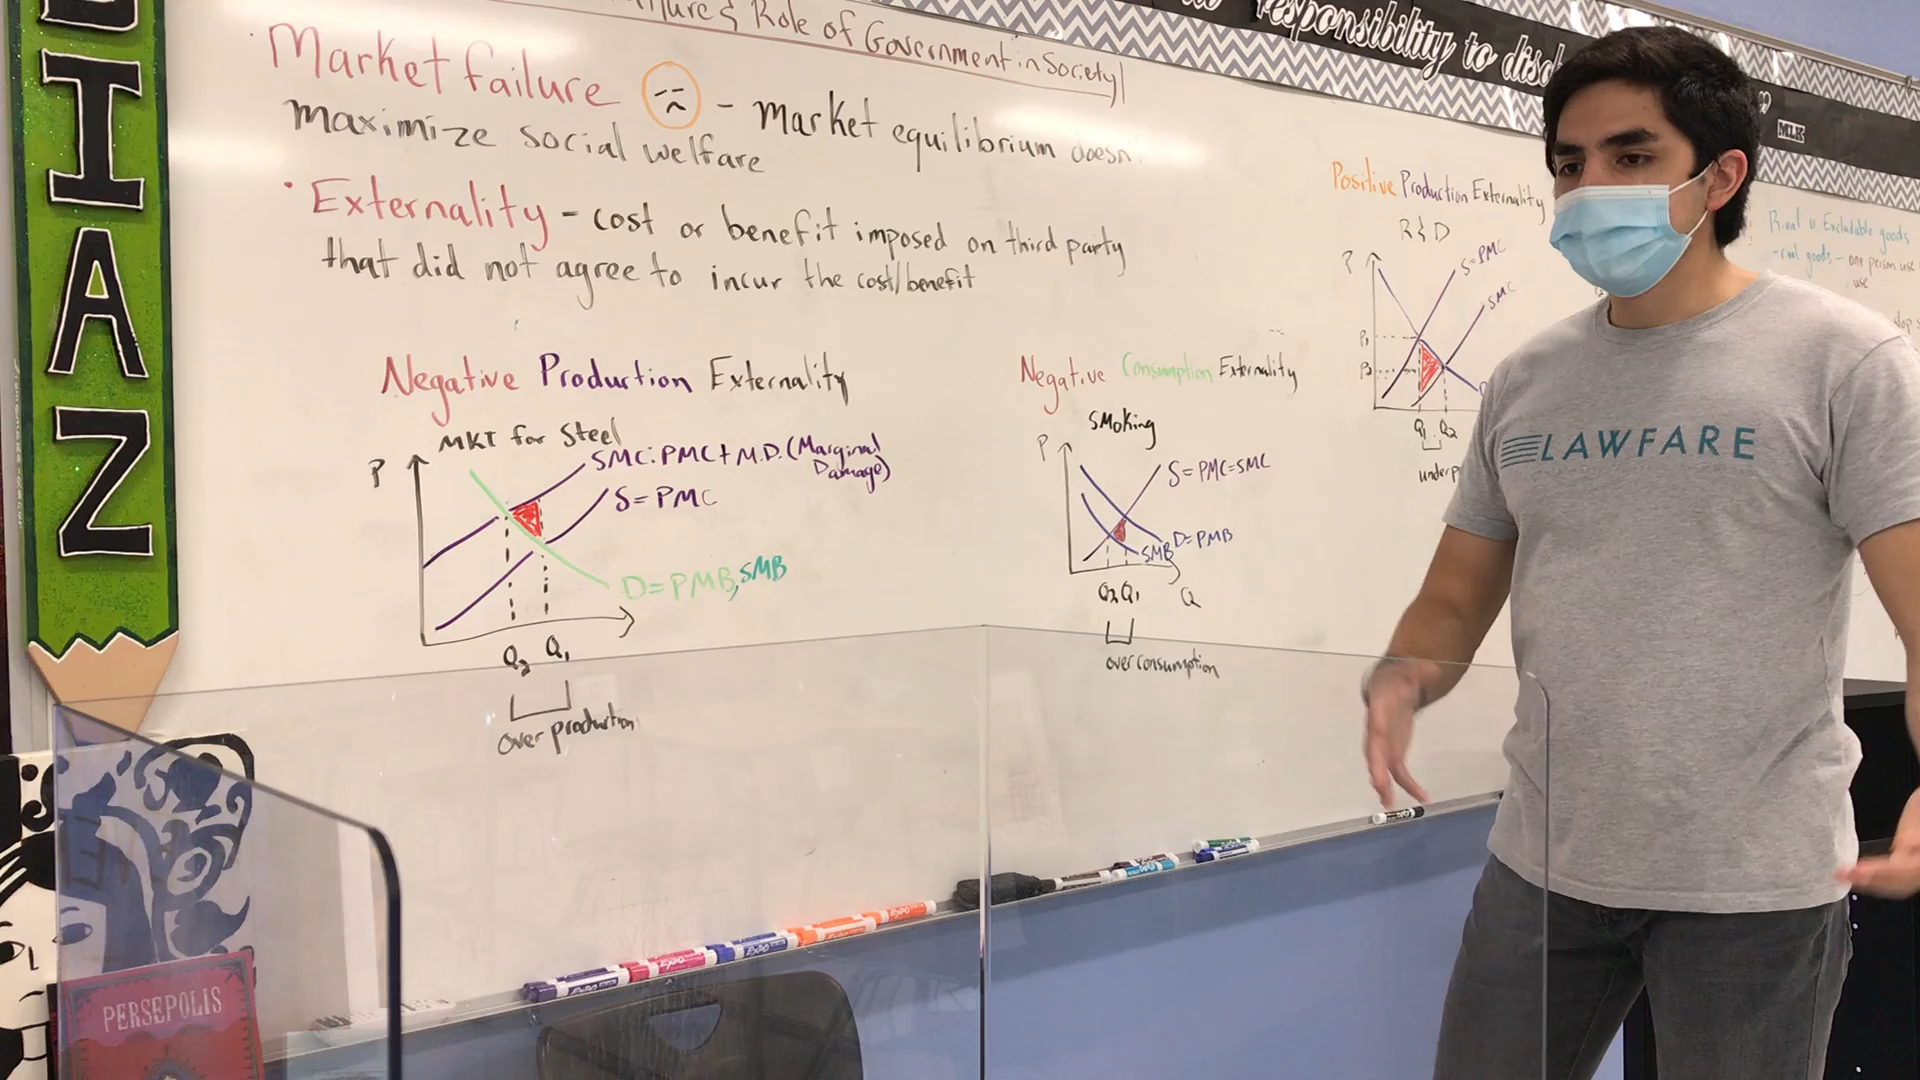 DIAZ
Role of Government in Society
responsibility to
MLK
Market failure - market equilibrium doesn
maximize social welfare
Externality - cost or benefit imposed on third party
that did not agree to incur the cost/benefit
Negative Production Externality
MKT for Steel
P
SMC: PMC + M.D. (Marginal
Damage)
S = PMC
D = PMB, SMB
Q2 Q1
over production
Negative Consumption Externality
Smoking
P
S = PMC = SMC
D = PMB
SMB
Q2 Q1 Q
over consumption
Positive Production Externality
R & D
P
S = PMC
SMC
P1
P2
Q1 Q2
underp
Rival v Excludable goods
- rival goods - one person use
use
LAWFARE
EXPO
PERSEPOLIS